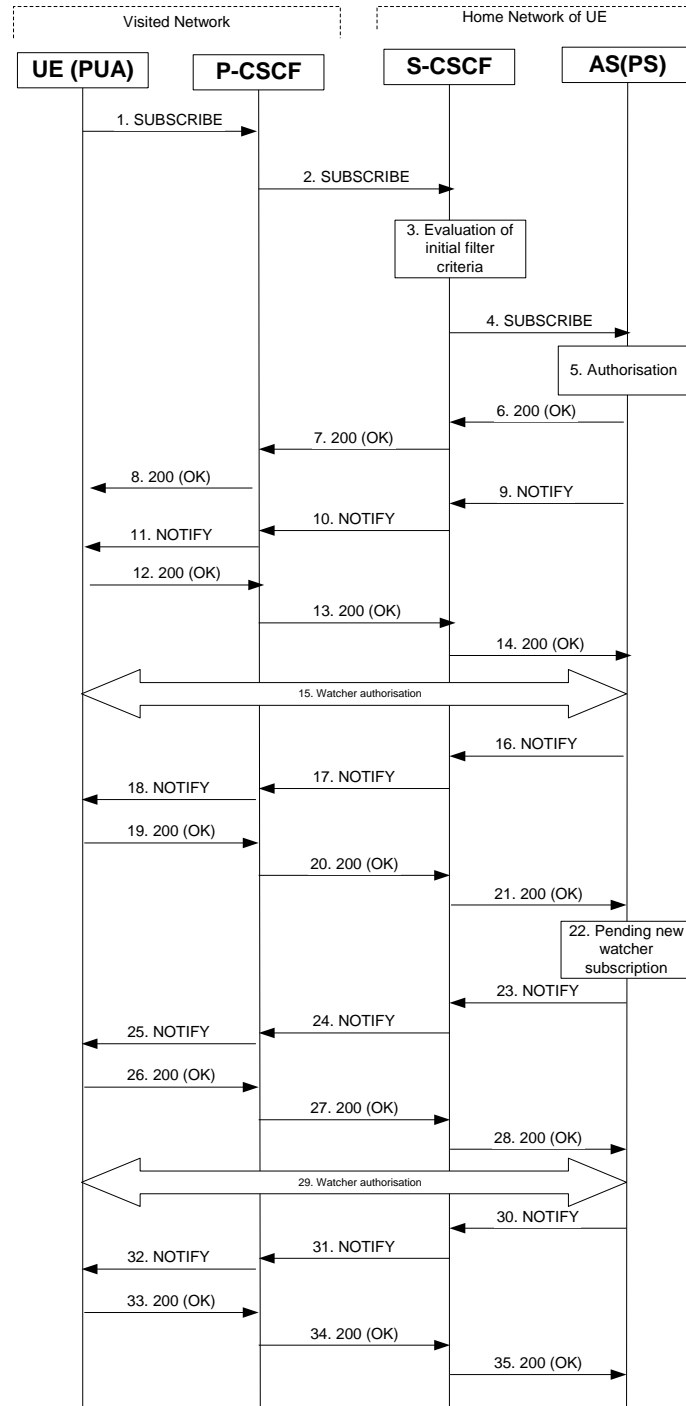 Visited Network
Home Network of UE
UE (PUA)
P-CSCF
S-CSCF
AS(PS)
1. SUBSCRIBE
2. SUBSCRIBE
3. Evaluation of
initial filter
criteria
4. SUBSCRIBE
5. Authorisation
6. 200 (OK)
7. 200 (OK)
8. 200 (OK)
9. NOTIFY
10. NOTIFY
11. NOTIFY
12. 200 (OK)
13. 200 (OK)
14. 200 (OK)
15. Watcher authorisation
16. NOTIFY
17. NOTIFY
18. NOTIFY
19. 200 (OK)
20. 200 (OK)
21. 200 (OK)
22. Pending new
watcher
subscription
23. NOTIFY
24. NOTIFY
25. NOTIFY
26. 200 (OK)
27. 200 (OK)
28. 200 (OK)
29. Watcher authorisation
30. NOTIFY
31. NOTIFY
32. NOTIFY
33. 200 (OK)
34. 200 (OK)
35. 200 (OK)